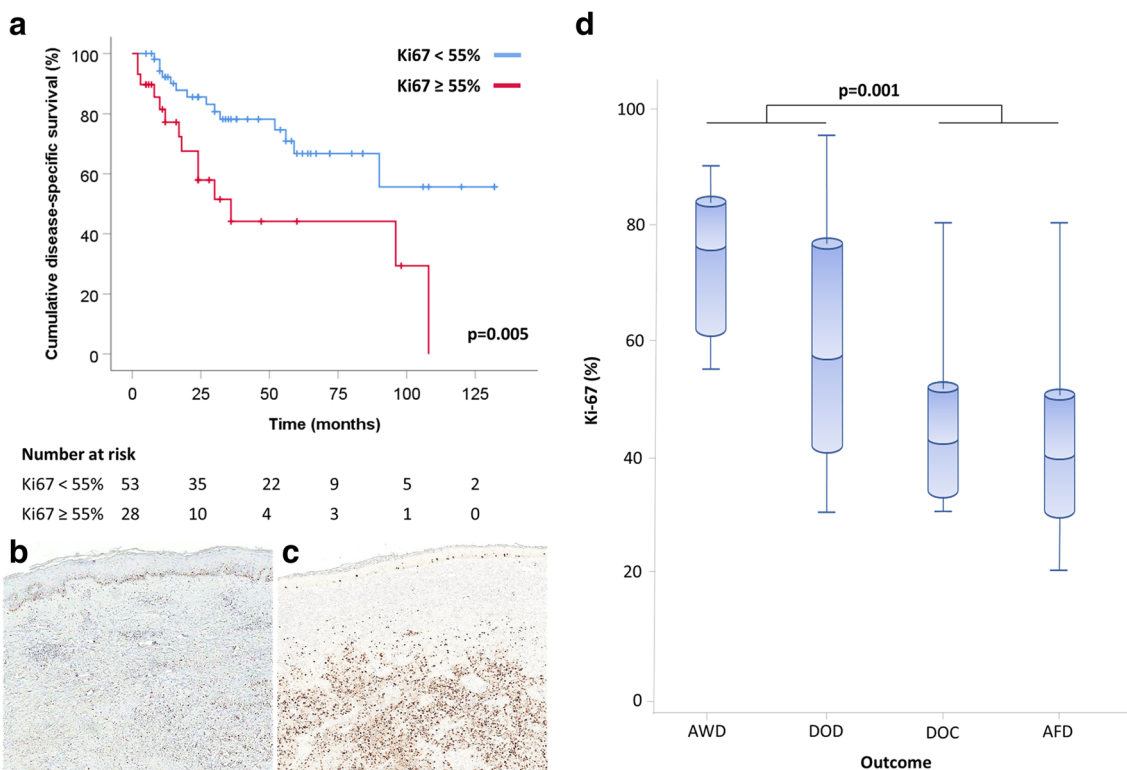 a
Cumulative disease-specific survival (%)
100
80
60
40
20
0
Ki67 < 55%
Ki67 ≥ 55%
p=0.005
0 25 50 75 100 125
Time (months)
Number at risk
Ki67 < 55% 53 35 22 9 5 2
Ki67 ≥ 55% 28 10 4 3 1 0
b
c
d
p=0.001
Ki-67 (%)
100
80
60
40
20
0
AWD DOD DOC AFD
Outcome